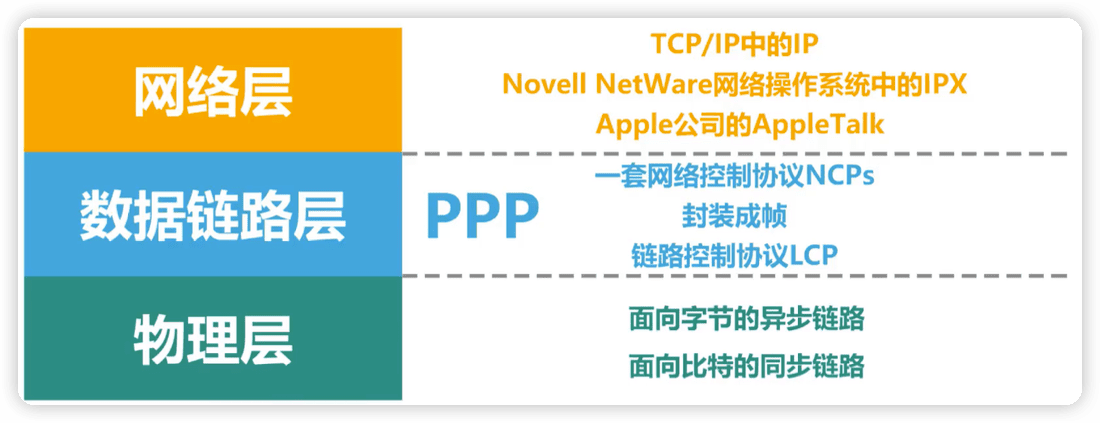 网络层
TCP/IP中的IP
Novell NetWare网络操作系统中的IPX
Apple公司的AppleTalk
数据链路层
PPP
一套网络控制协议NCPs
封装成帧
链路控制协议LCP
物理层
面向字节的异步链路
面向比特的同步链路